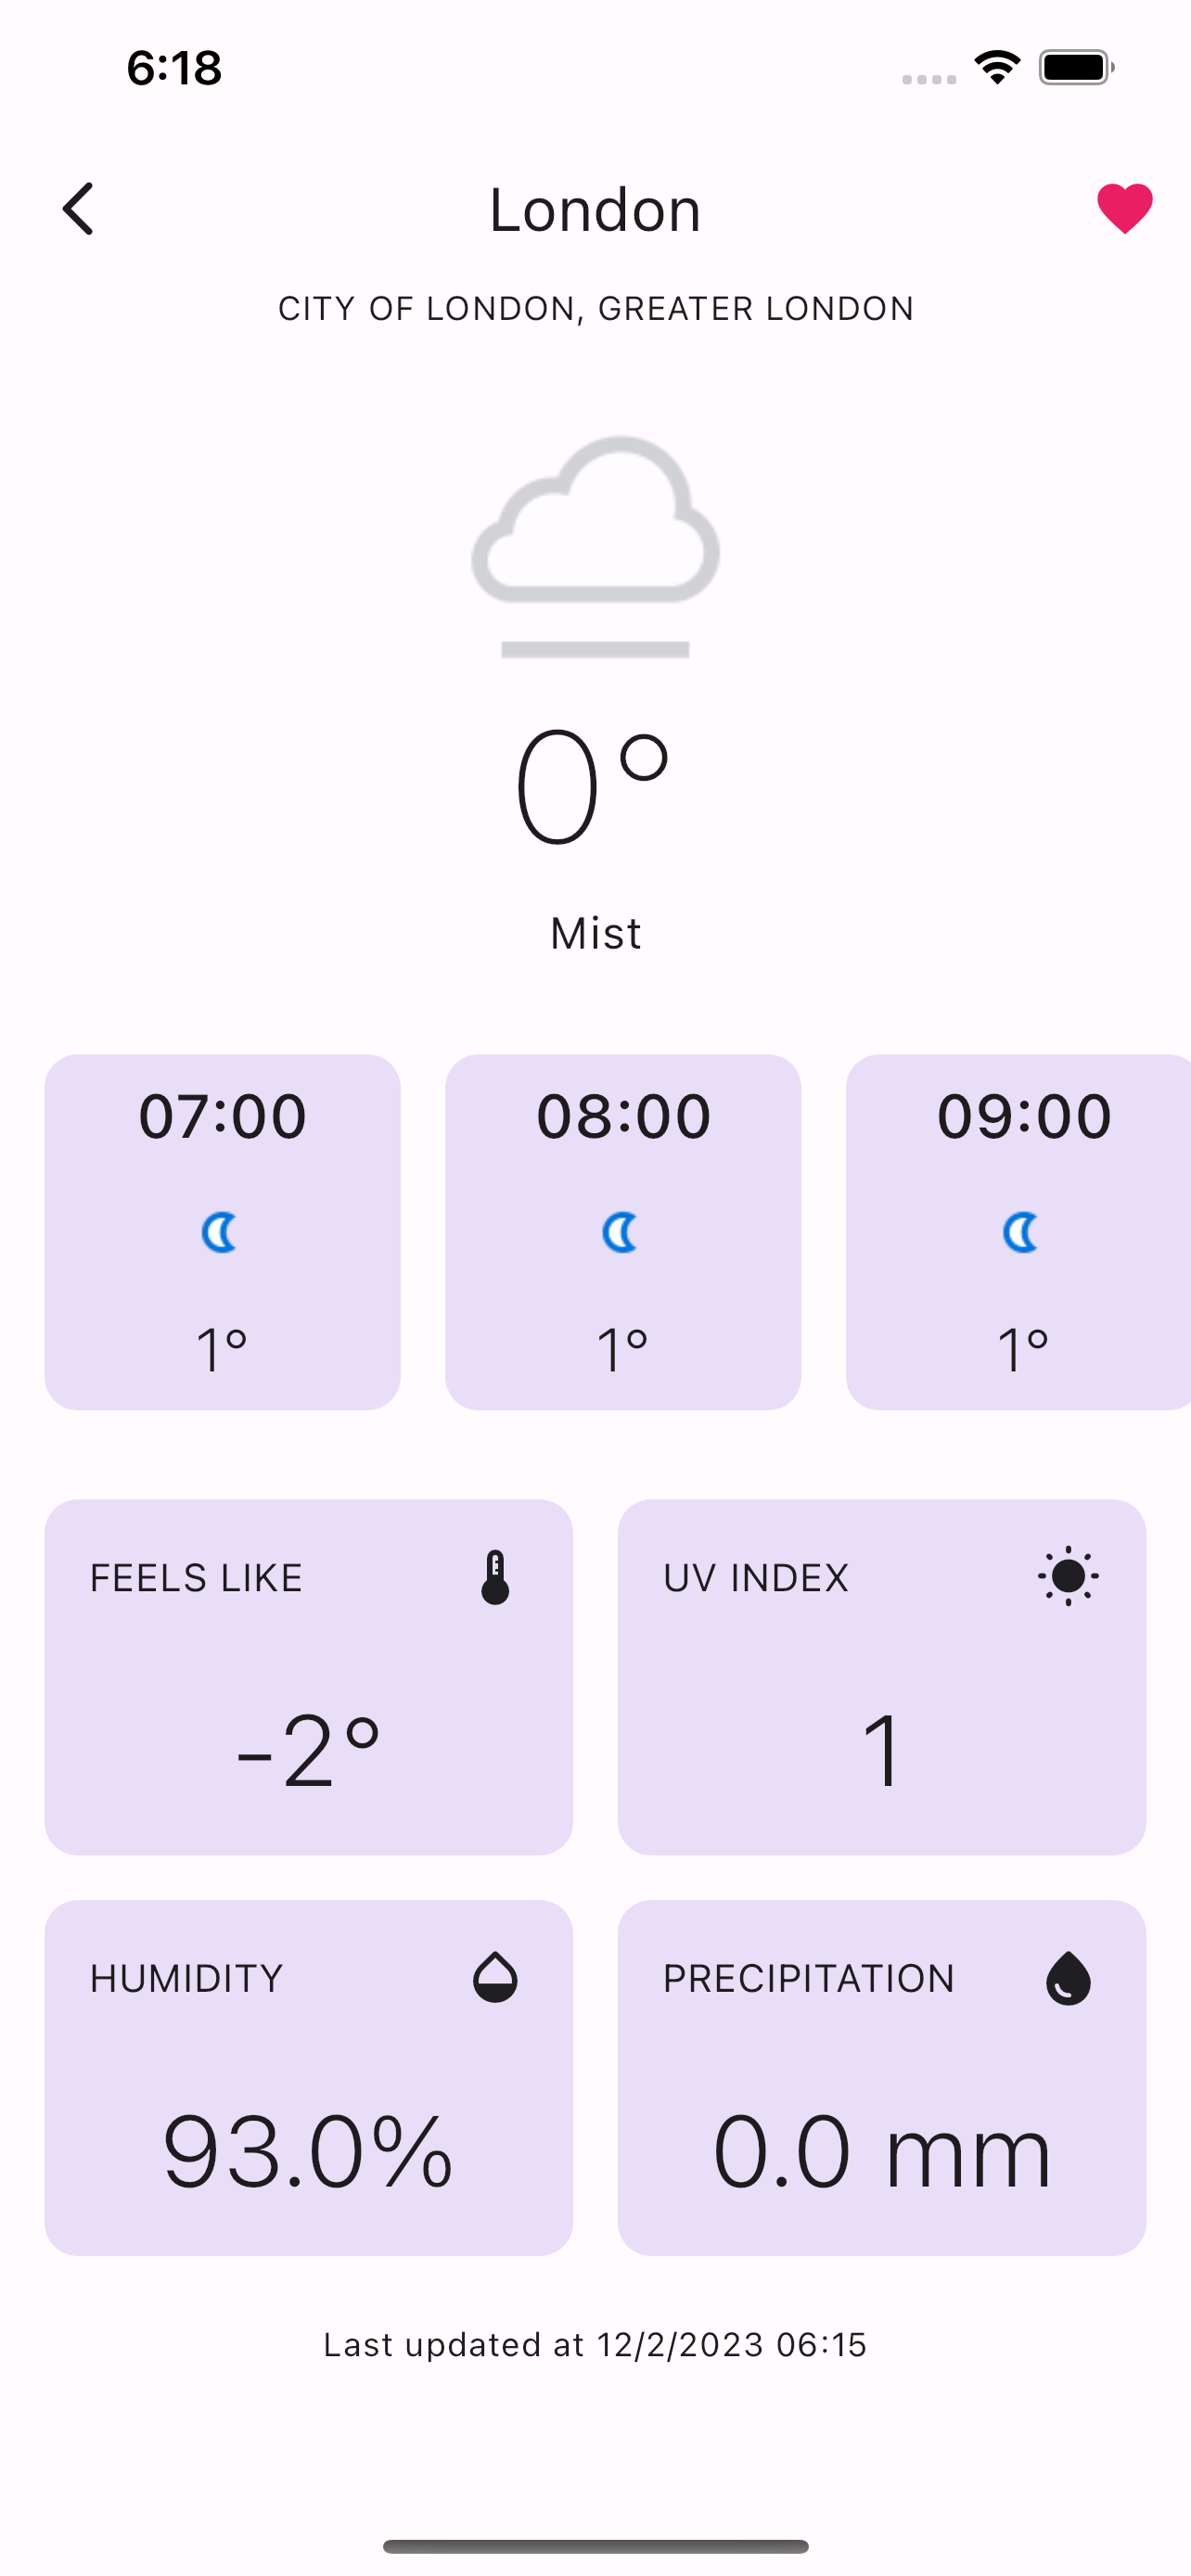 6:18
London
CITY OF LONDON, GREATER LONDON
0°
Mist
07:00 08:00 09:00
1° 1° 1°
FEELS LIKE UV INDEX
-2° 1
HUMIDITY PRECIPITATION
93.0% 0.0 mm
Last updated at 12/2/2023 06:15